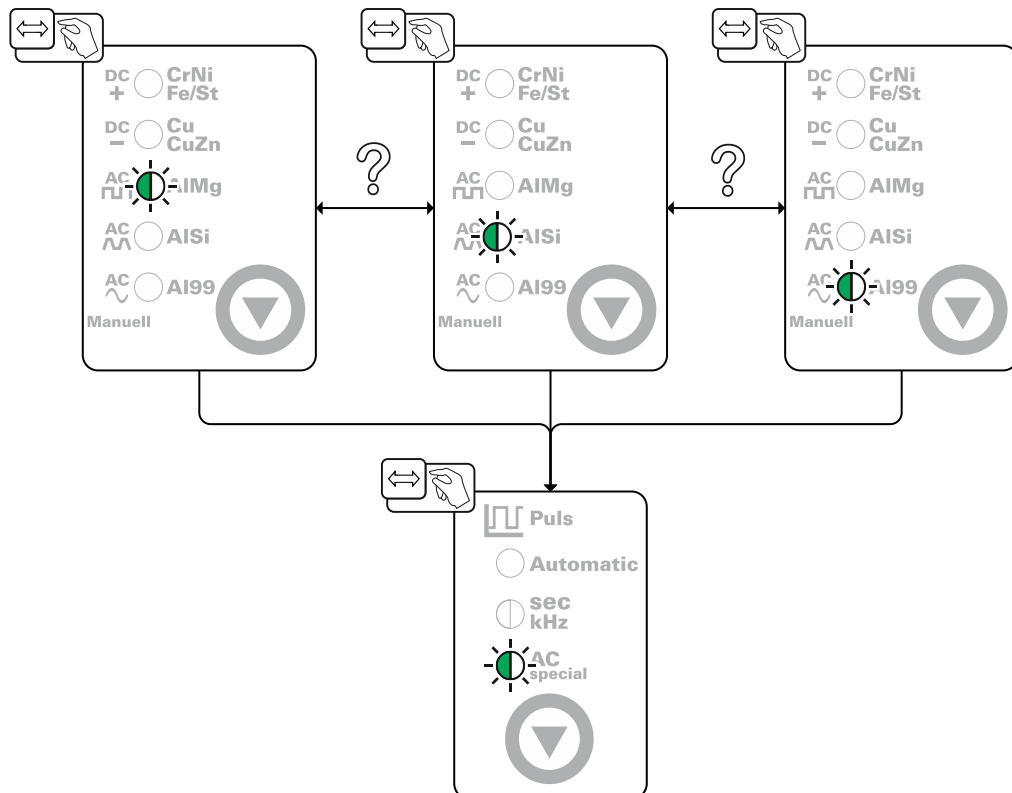 DC CrNi
+ Fe/St
DC Cu
– CuZn
AC AlMg
AC AlSi
AC Al99
Manuell
?
DC CrNi
+ Fe/St
DC Cu
– CuZn
AC AlMg
AC AlSi
AC Al99
Manuell
?
DC CrNi
+ Fe/St
DC Cu
– CuZn
AC AlMg
AC AlSi
AC Al99
Manuell
Puls
Automatic
sec
kHz
AC
special